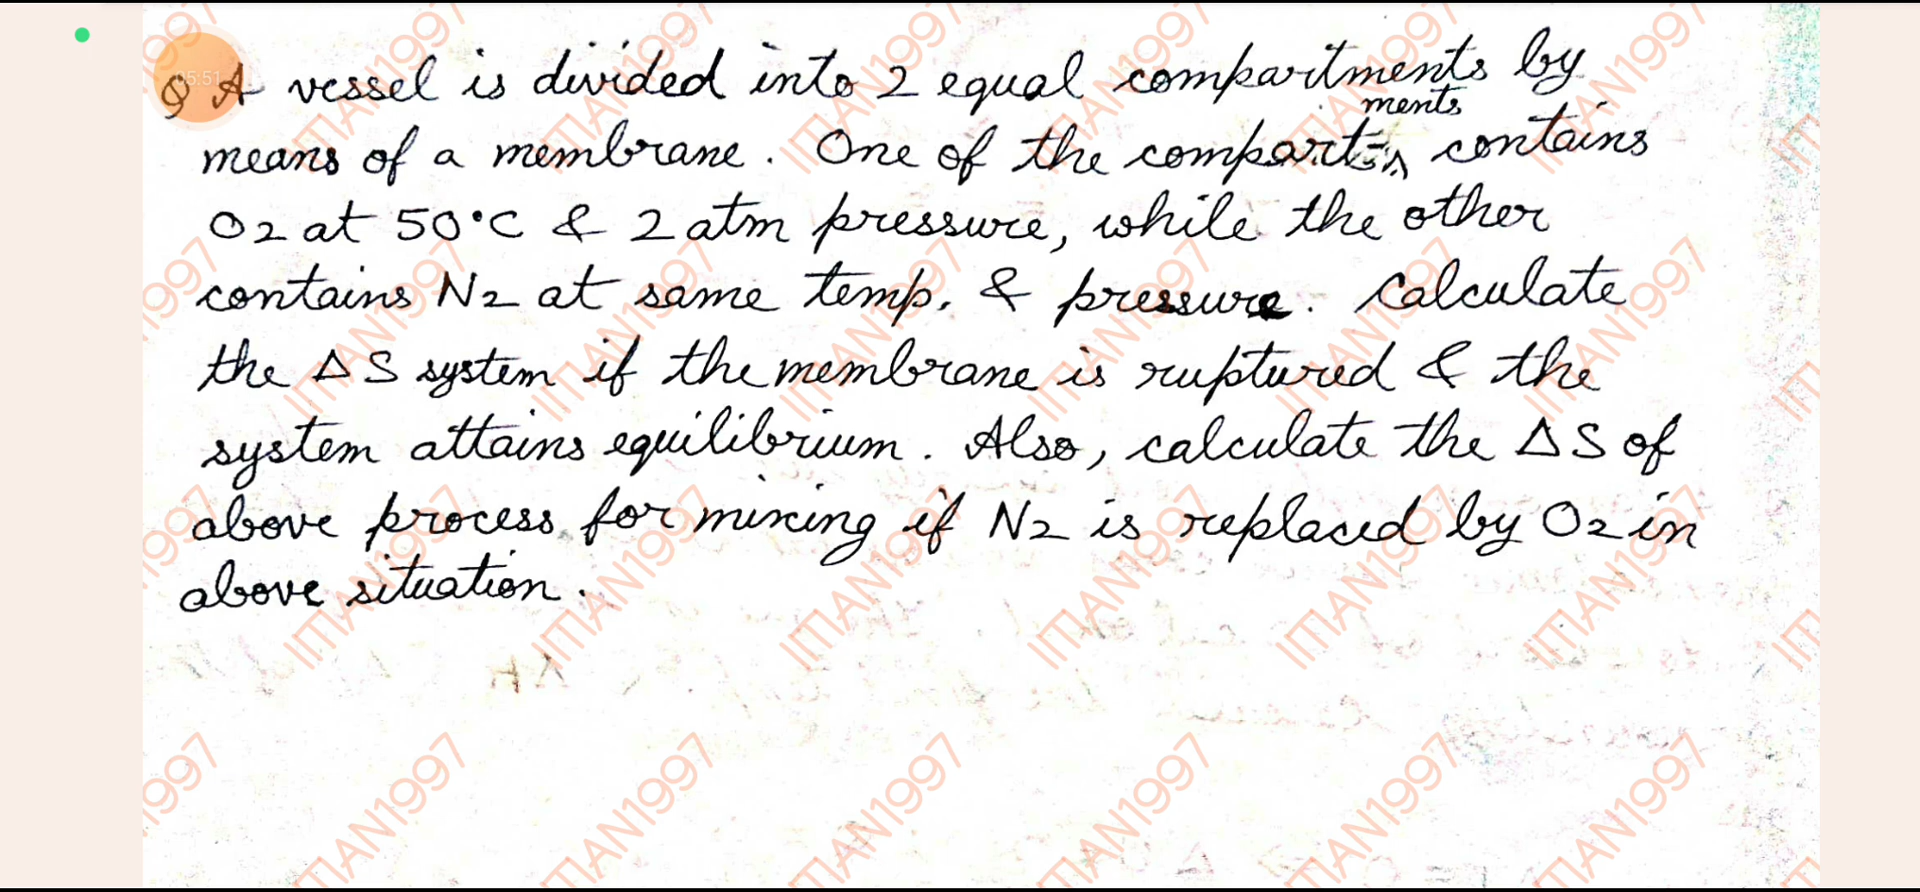 Q A vessel is divided into 2 equal compartments by
means of a membrane. One of the compartments contains
O2 at 50°C & 2 atm pressure, while the other
contains N2 at same temp. & pressure. Calculate
the ΔS system if the membrane is ruptured & the
system attains equilibrium. Also, calculate the ΔS of
above process for mixing if N2 is replaced by O2 in
above situation.